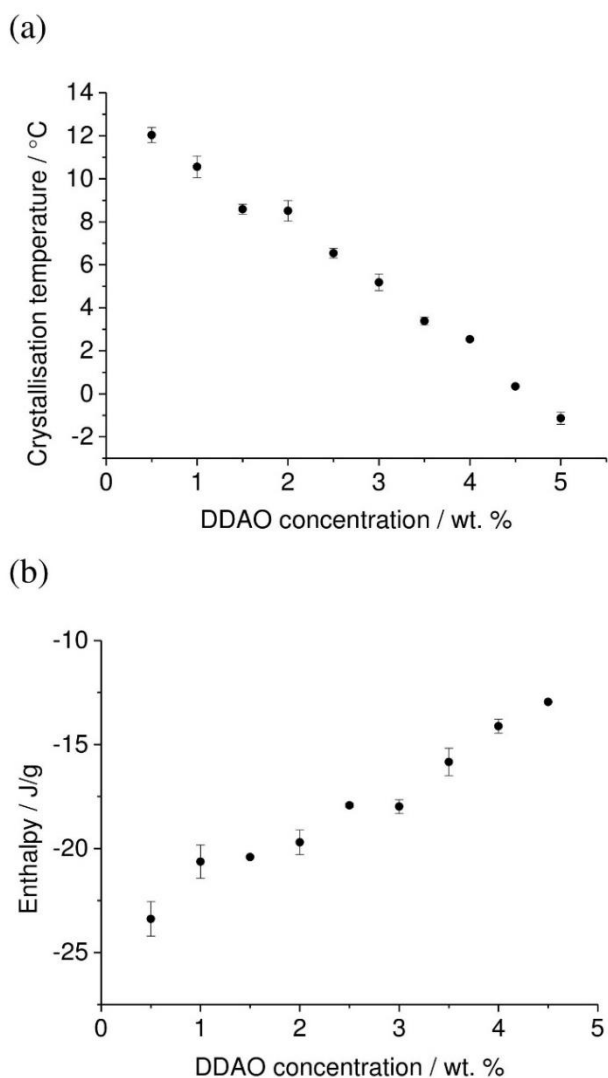 (a)
14
12
10
8
6
4
2
0
-2
Crystallisation temperature / °C
0 1 2 3 4 5
DDAO concentration / wt. %
(b)
-10
-15
-20
-25
Enthalpy / J/g
0 1 2 3 4 5
DDAO concentration / wt. %